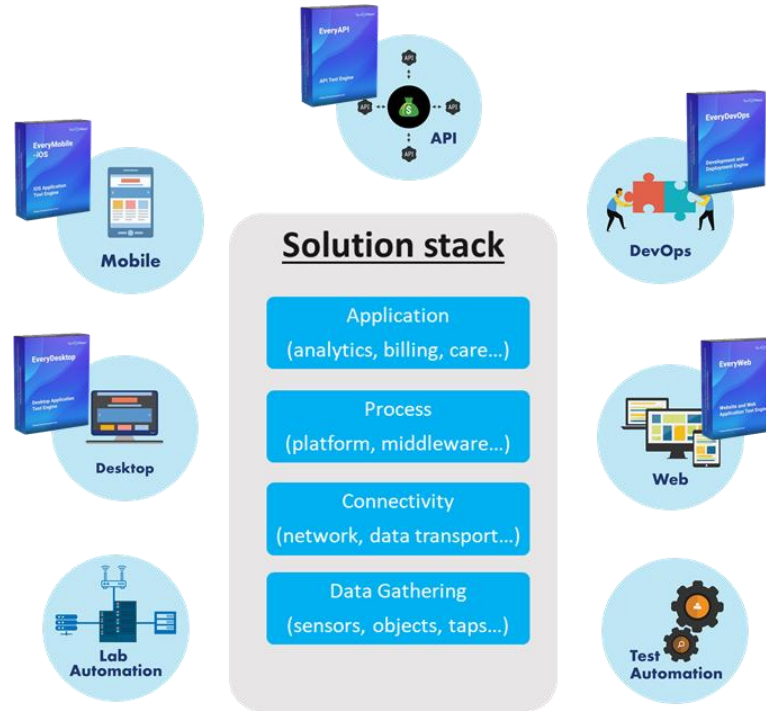 EveryAPI
API Test Engine
API
API
API
API
API
EveryMobile
-iOS
iOS Application
Test Engine
Mobile
EveryDevOps
Development and
Deployment Engine
DevOps
Solution stack
Application
(analytics, billing, care...)
Process
(platform, middleware...)
Connectivity
(network, data transport...)
Data Gathering
(sensors, objects, taps...)
EveryDesktop
Desktop Application
Test Engine
Desktop
EveryWeb
Website and Web
Application Test Engine
Web
Lab
Automation
Test
Automation